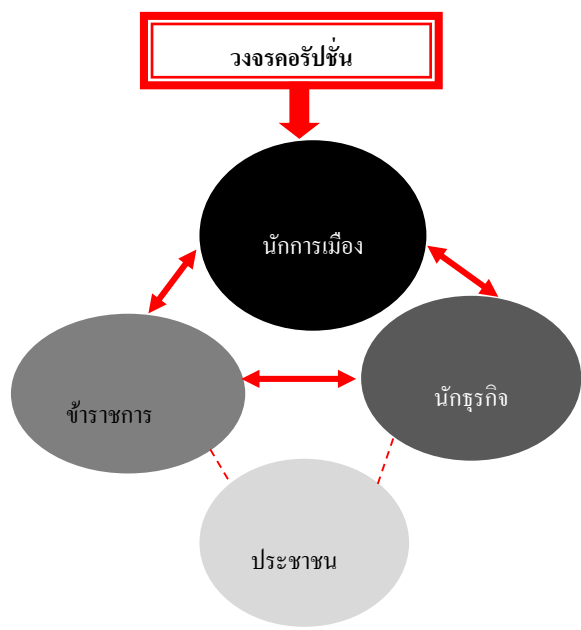 วงจรคอรัปชั่น
นักการเมือง
ข้าราชการ
นักธุรกิจ
ประชาชน